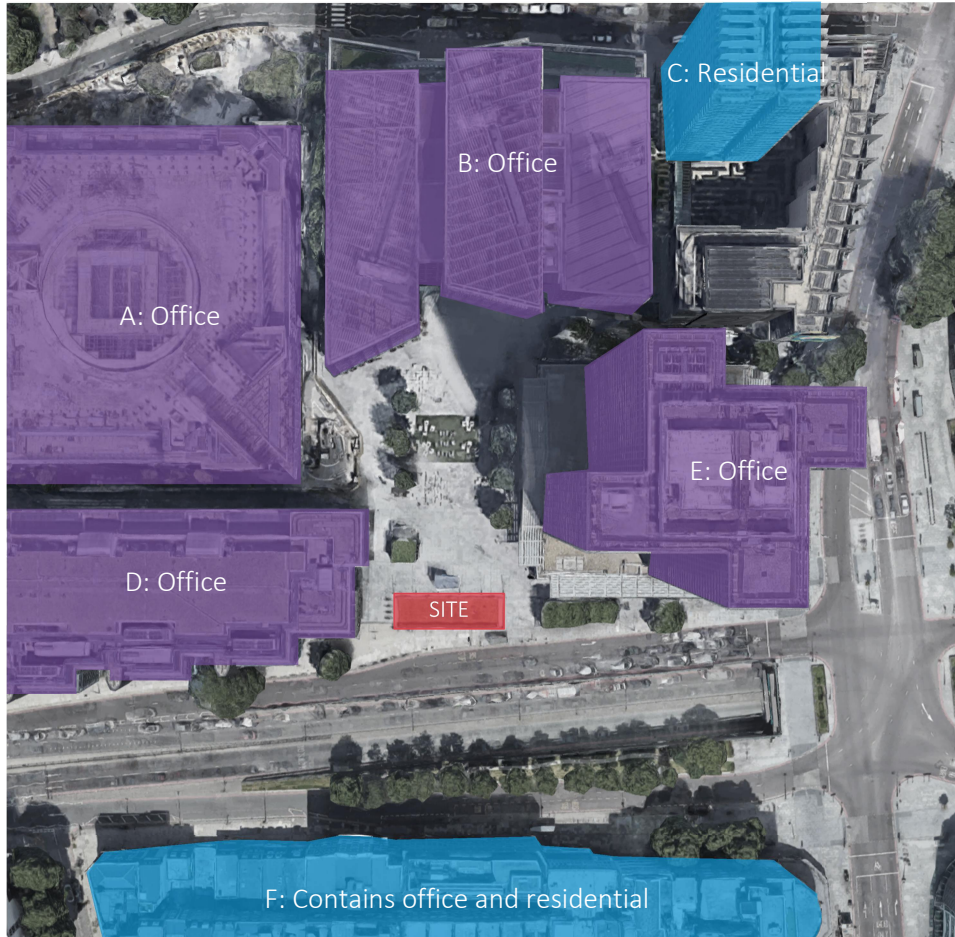 C: Residential
B: Office
A: Office
E: Office
D: Office
SITE
F: Contains office and residential